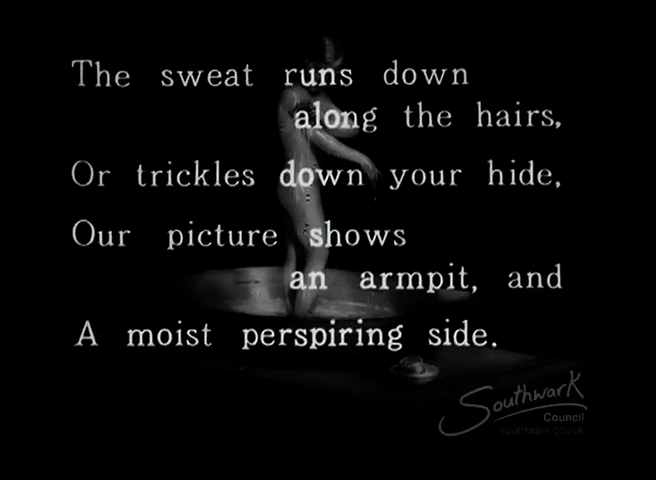 The sweat runs down
along the hairs,
Or trickles down your hide,
Our picture shows
an armpit, and
A moist perspiring side.
Southwark
Council
southwark.gov.uk